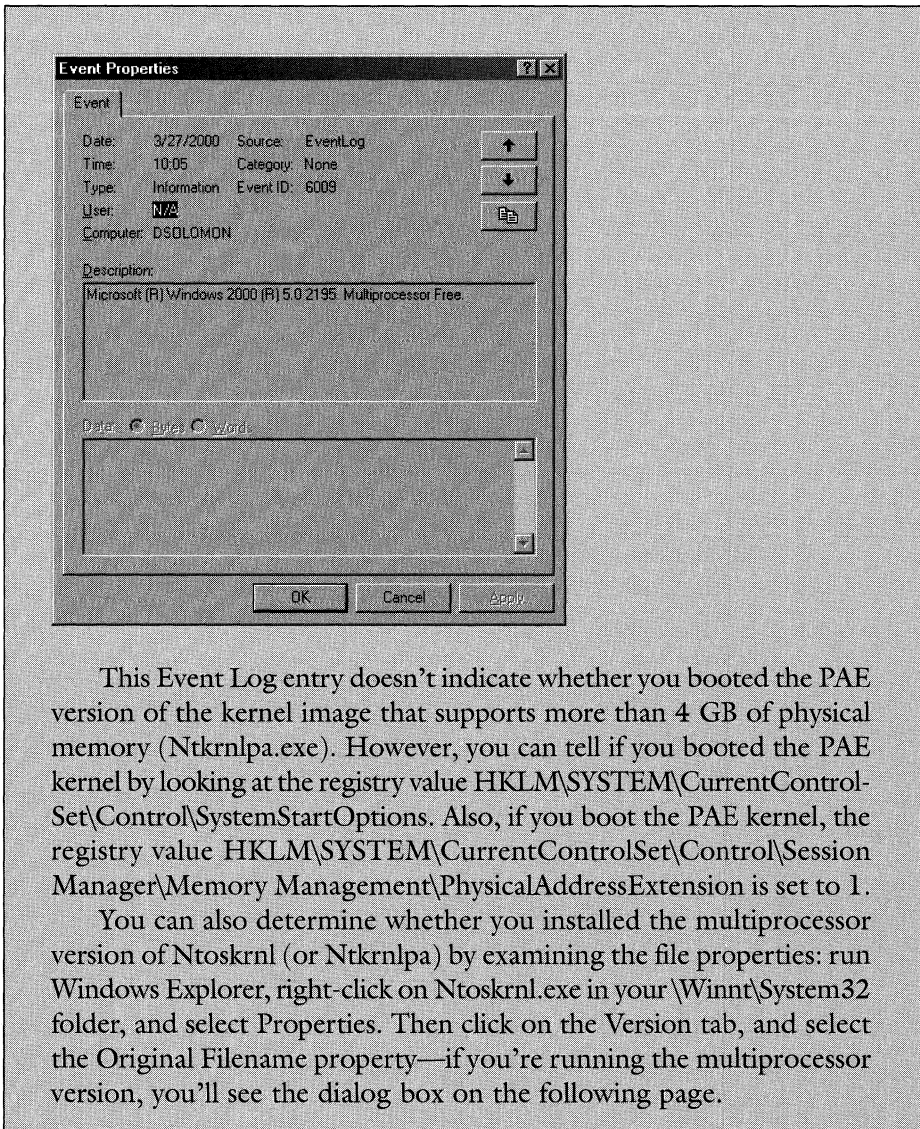 Event Properties
Event
Date: 3/27/2000 Source: EventLog
Time: 10:05 Category: None
Type: Information Event ID: 6009
User: N/A
Computer: DSOLOMON
Description:
Microsoft (R) Windows 2000 (R) 5.0 2195 Multiprocessor Free.
Data: Bytes Words
OK Cancel Apply
This Event Log entry doesn't indicate whether you booted the PAE
version of the kernel image that supports more than 4 GB of physical
memory (Ntkrnlpa.exe). However, you can tell if you booted the PAE
kernel by looking at the registry value HKLM\SYSTEM\CurrentControl-
Set\Control\SystemStartOptions. Also, if you boot the PAE kernel, the
registry value HKLM\SYSTEM\CurrentControlSet\Control\Session
Manager\Memory Management\PhysicalAddressExtension is set to 1.
You can also determine whether you installed the multiprocessor
version of Ntoskrnl (or Ntkrnlpa) by examining the file properties: run
Windows Explorer, right-click on Ntoskrnl.exe in your \Winnt\System32
folder, and select Properties. Then click on the Version tab, and select
the Original Filename property—if you're running the multiprocessor
version, you'll see the dialog box on the following page.